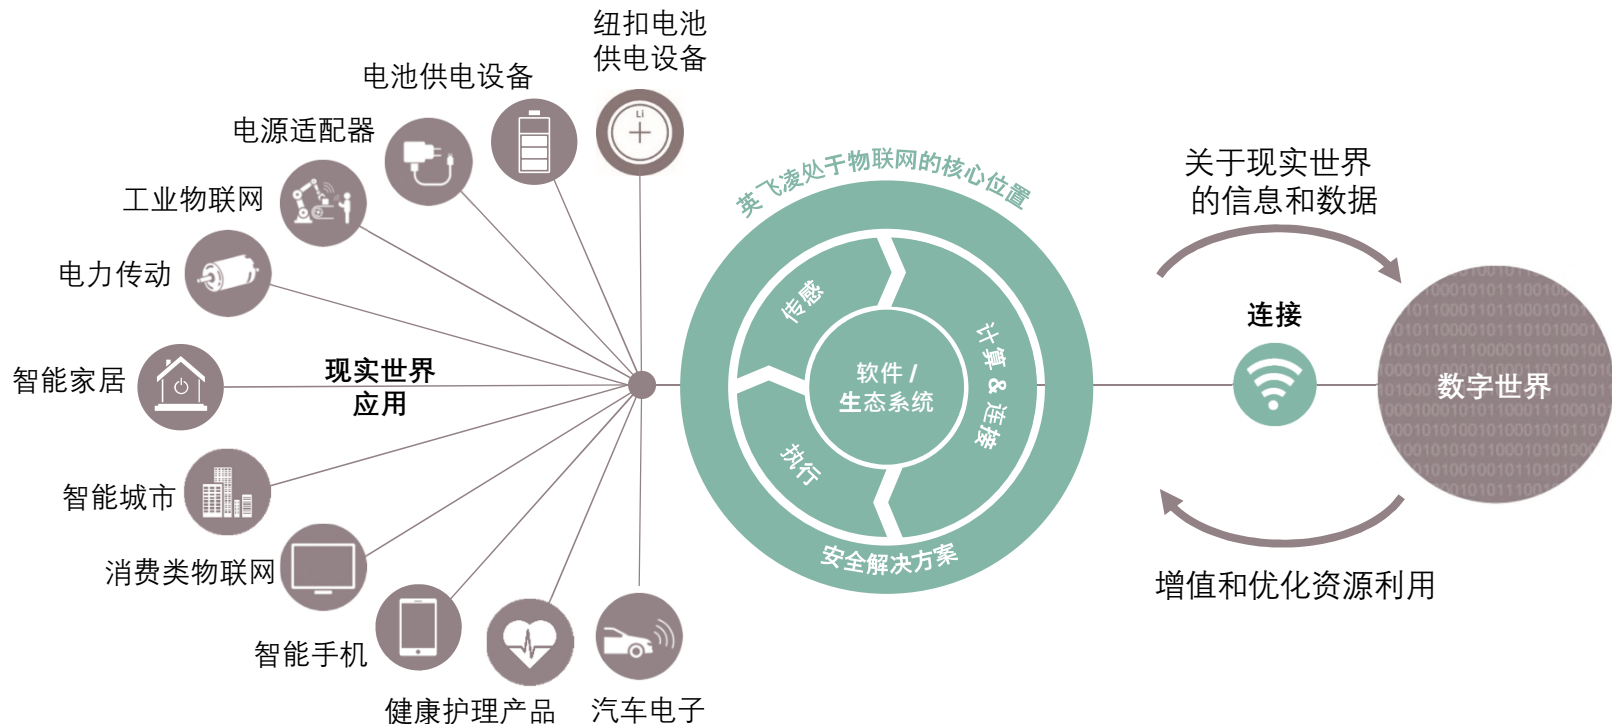 纽扣电池
供电设备
电池供电设备
电源适配器
工业物联网
电力传动
智能家居
智能城市
消费类物联网
智能手机
健康护理产品
汽车电子
现实世界
应用
Li
英飞凌处于物联网的核心位置
传感
计算 & 连接
执行
软件 /
生态系统
安全解决方案
关于现实世界
的信息和数据
连接
数字世界
增值和优化资源利用